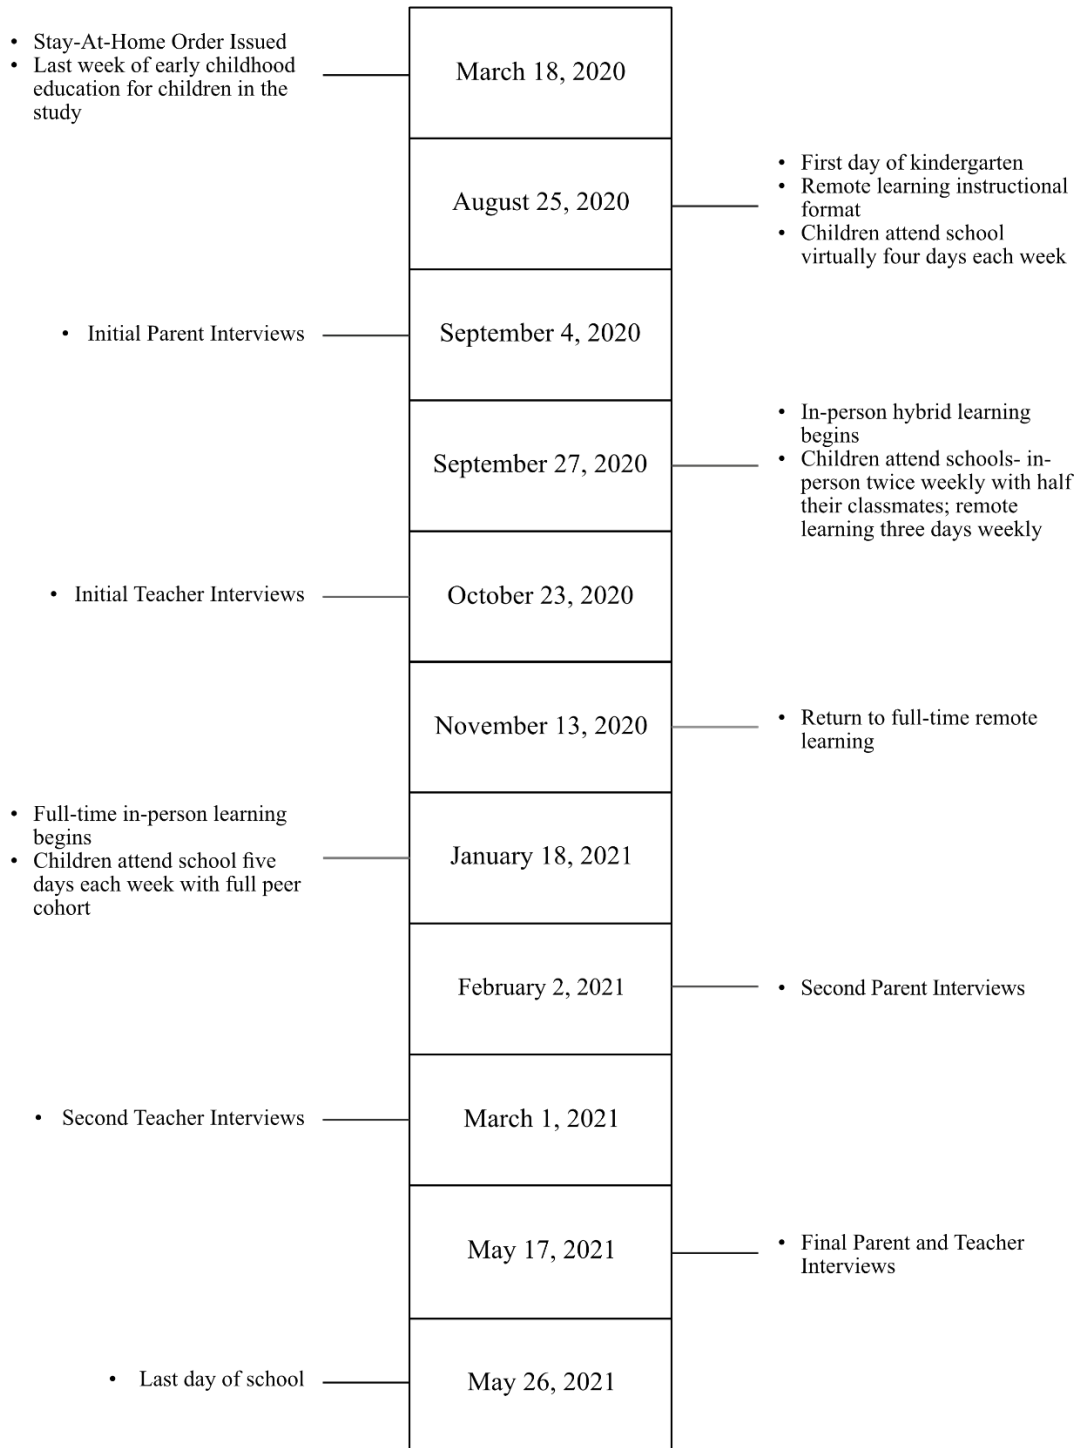 • Stay-At-Home Order Issued
• Last week of early childhood
education for children in the
study
March 18, 2020
August 25, 2020
• First day of kindergarten
• Remote learning instructional
format
• Children attend school
virtually four days each week
• Initial Parent Interviews
September 4, 2020
September 27, 2020
• In-person hybrid learning
begins
• Children attend schools- in-
person twice weekly with half
their classmates; remote
learning three days weekly
• Initial Teacher Interviews
October 23, 2020
November 13, 2020
• Return to full-time remote
learning
• Full-time in-person learning
begins
• Children attend school five
days each week with full peer
cohort
January 18, 2021
February 2, 2021
• Second Parent Interviews
• Second Teacher Interviews
March 1, 2021
May 17, 2021
• Final Parent and Teacher
Interviews
• Last day of school
May 26, 2021